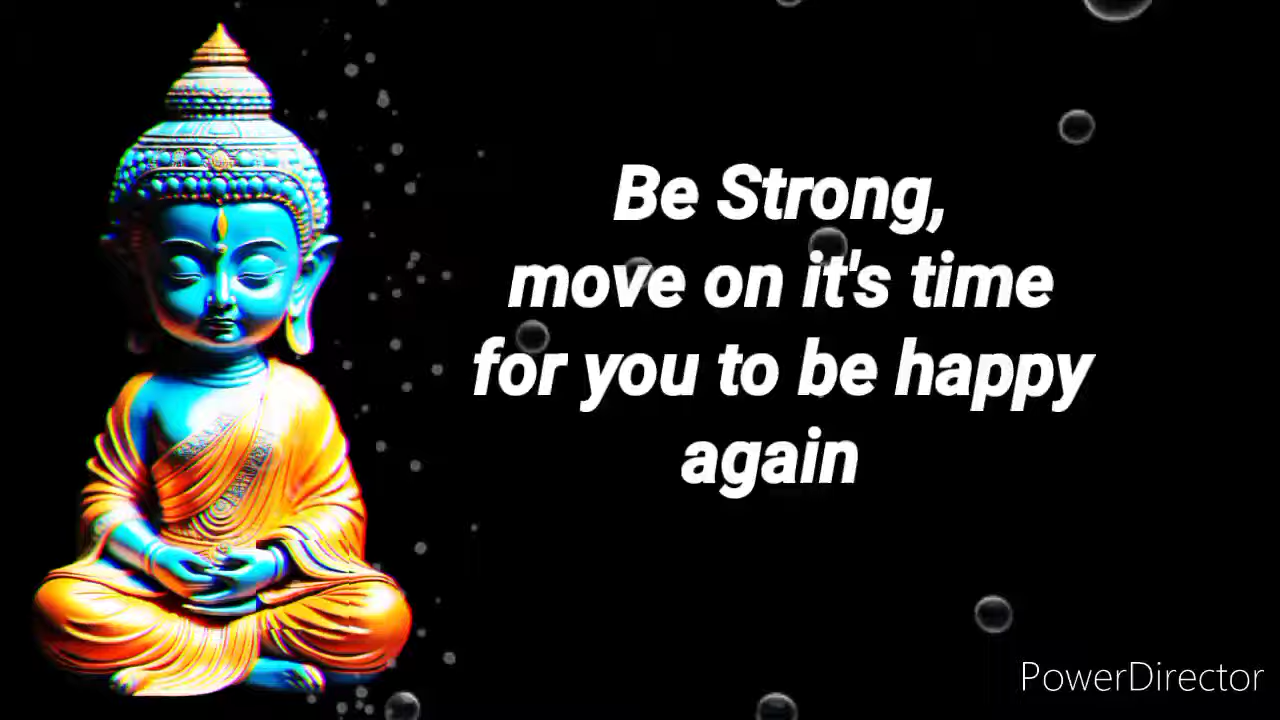 Be Strong,
move on it's time
for you to be happy
again
PowerDirector